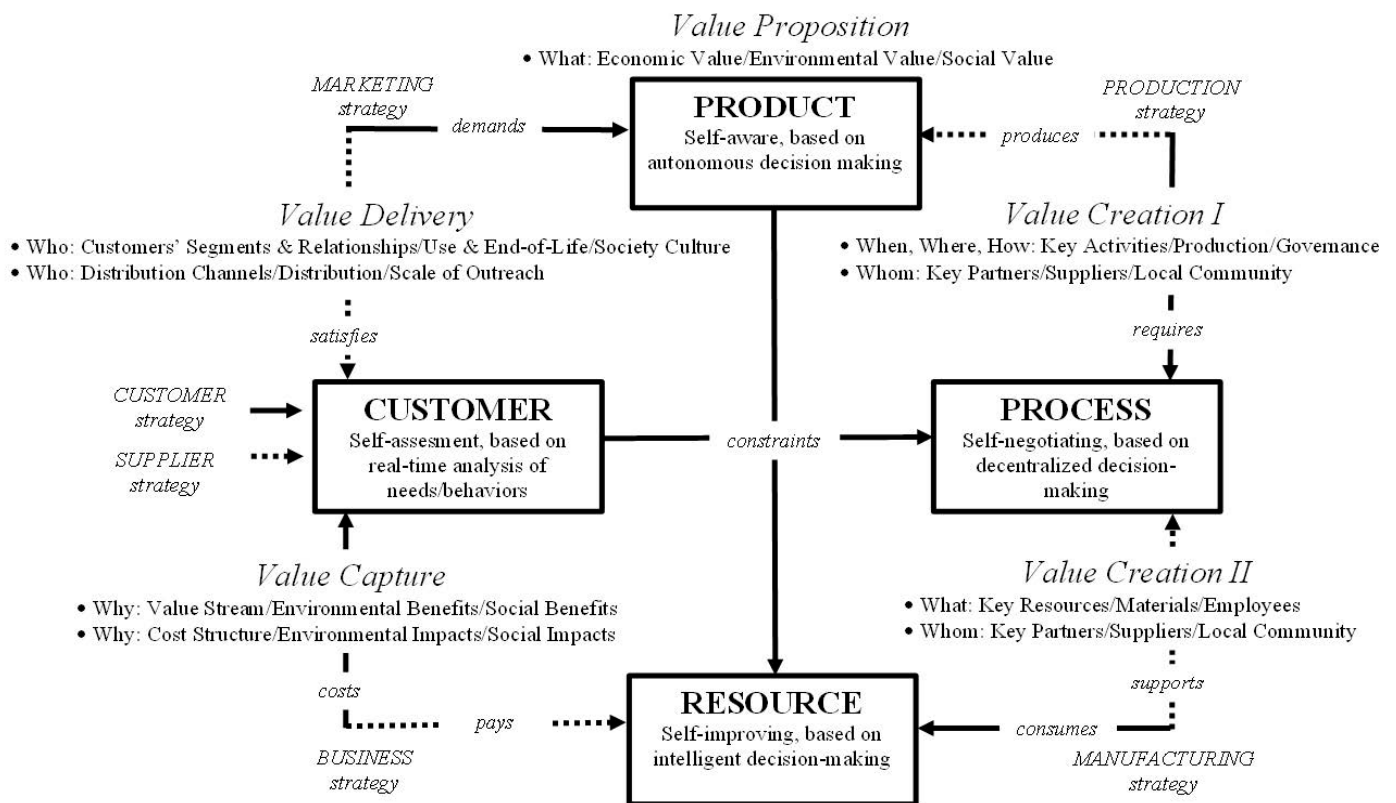 Value Proposition
• What: Economic Value/Environmental Value/Social Value
MARKETING
strategy
demands
PRODUCT
Self-aware, based on
autonomous decision making
PRODUCTION
strategy
produces
Value Delivery
• Who: Customers' Segments & Relationships/Use & End-of-Life/Society Culture
• Who: Distribution Channels/Distribution/Scale of Outreach
Value Creation I
• When, Where, How: Key Activities/Production/Governance
• Whom: Key Partners/Suppliers/Local Community
satisfies
requires
CUSTOMER
strategy
SUPPLIER
strategy
CUSTOMER
Self-assesment, based on
real-time analysis of
needs/behaviors
constraints
PROCESS
Self-negotiating, based on
decentralized decision-
making
Value Capture
• Why: Value Stream/Environmental Benefits/Social Benefits
• Why: Cost Structure/Environmental Impacts/Social Impacts
Value Creation II
• What: Key Resources/Materials/Employees
• Whom: Key Partners/Suppliers/Local Community
costs
pays
BUSINESS
strategy
RESOURCE
Self-improving, based on
intelligent decision-making
supports
consumes
MANUFACTURING
strategy